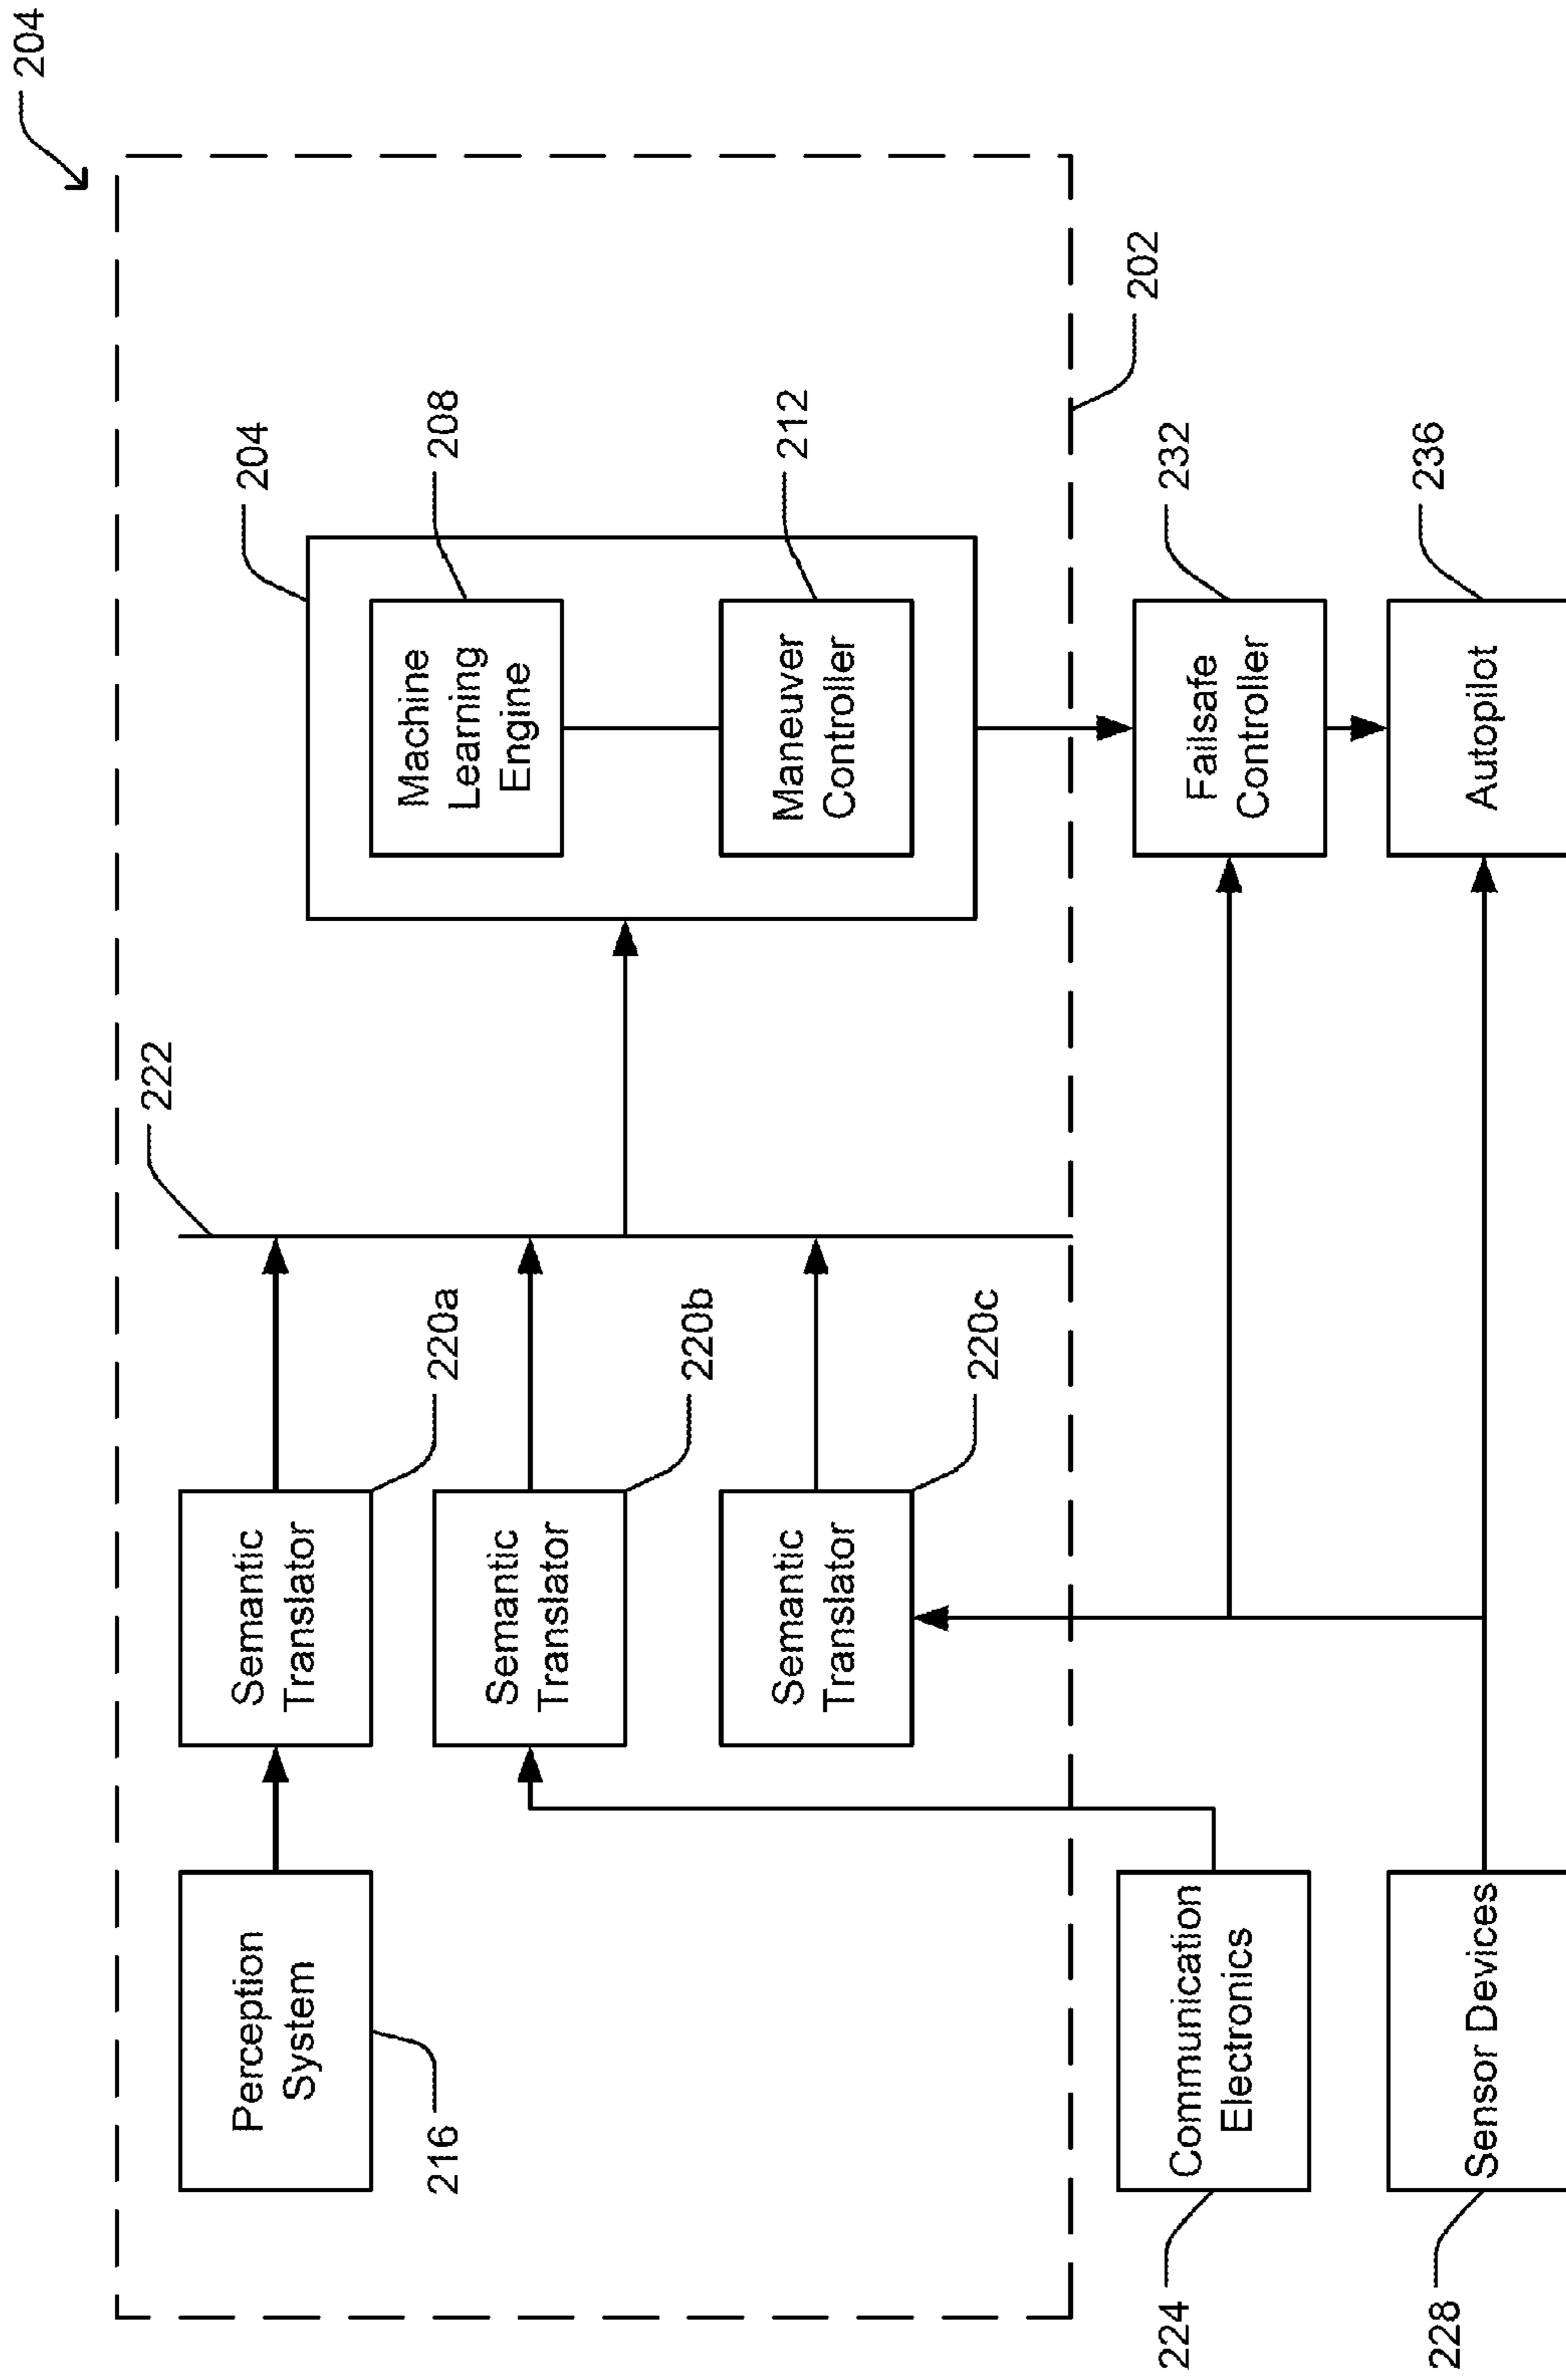 204
222
204
Perception
System
216
Semantic
Translator
220a
Machine
Learning
Engine
208
Semantic
Translator
220b
Semantic
Translator
220c
Maneuver
Controller
212
202
224
Communication
Electronics
Failsafe
Controller
232
228
Sensor Devices
Autopilot
236